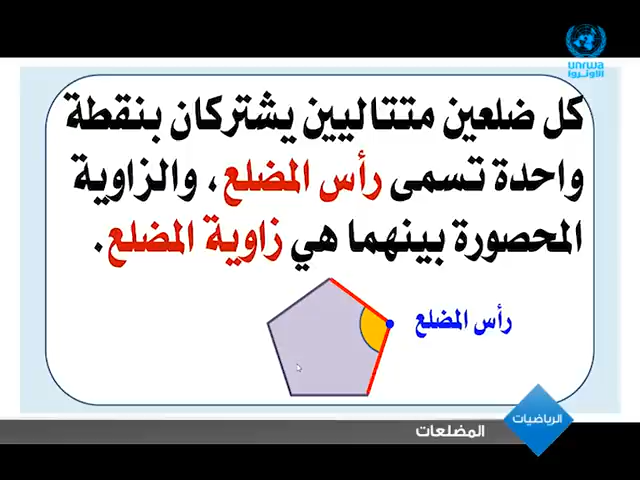 unrwa
الأونروا
كل ضلعين متتاليين يشتركان بنقطة
واحدة تسمى رأس المضلع، والزاوية
المحصورة بينهما هي زاوية المضلع.
رأس المضلع
الرياضيات
المضلعات